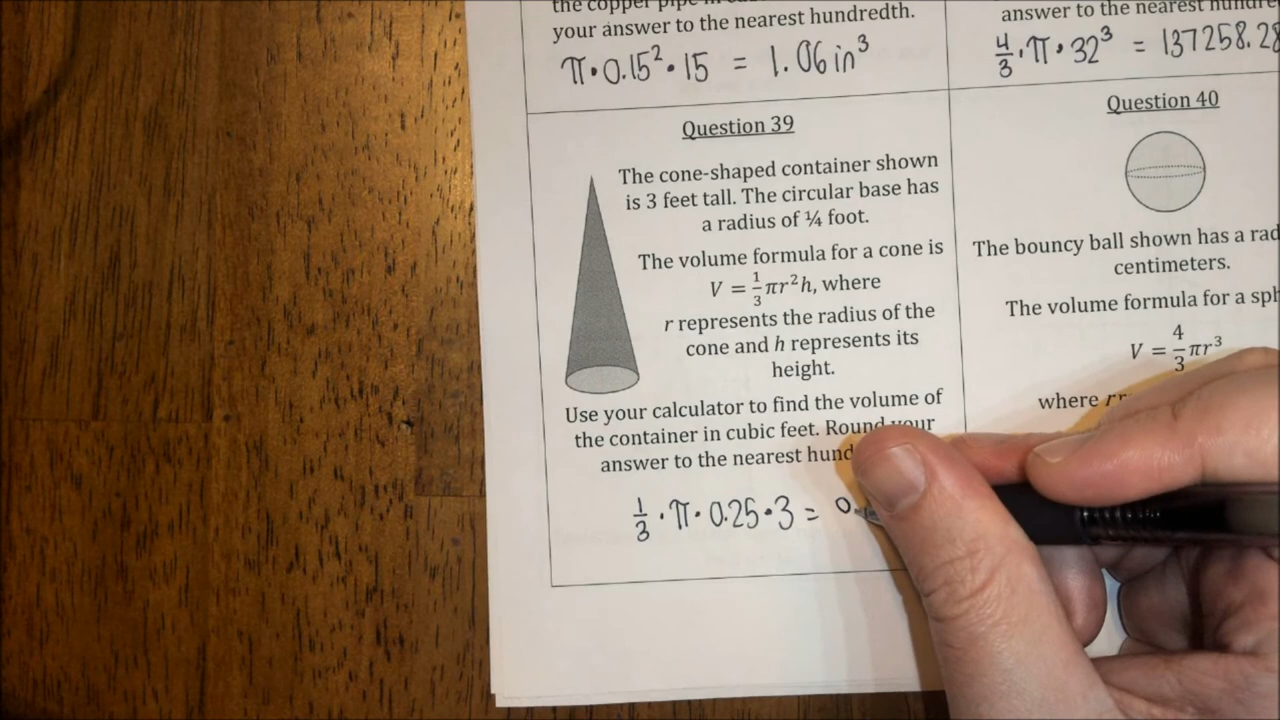 the copper pipe in
your answer to the nearest hundredth.
π·0.15²·15 = 1.06 in³
answer to the nearest
4/3·π·32³ = 137258.28
Question 39
The cone-shaped container shown
is 3 feet tall. The circular base has
a radius of ¼ foot.
The volume formula for a cone is
V = 1/3 πr²h, where
r represents the radius of the
cone and h represents its
height.
Use your calculator to find the volume of
the container in cubic feet. Round your
answer to the nearest
1/3·π·0.25·3 = 0.
Question 40
The bouncy ball shown has a
centimeters.
The volume formula for a
V = 4/3 πr³
where